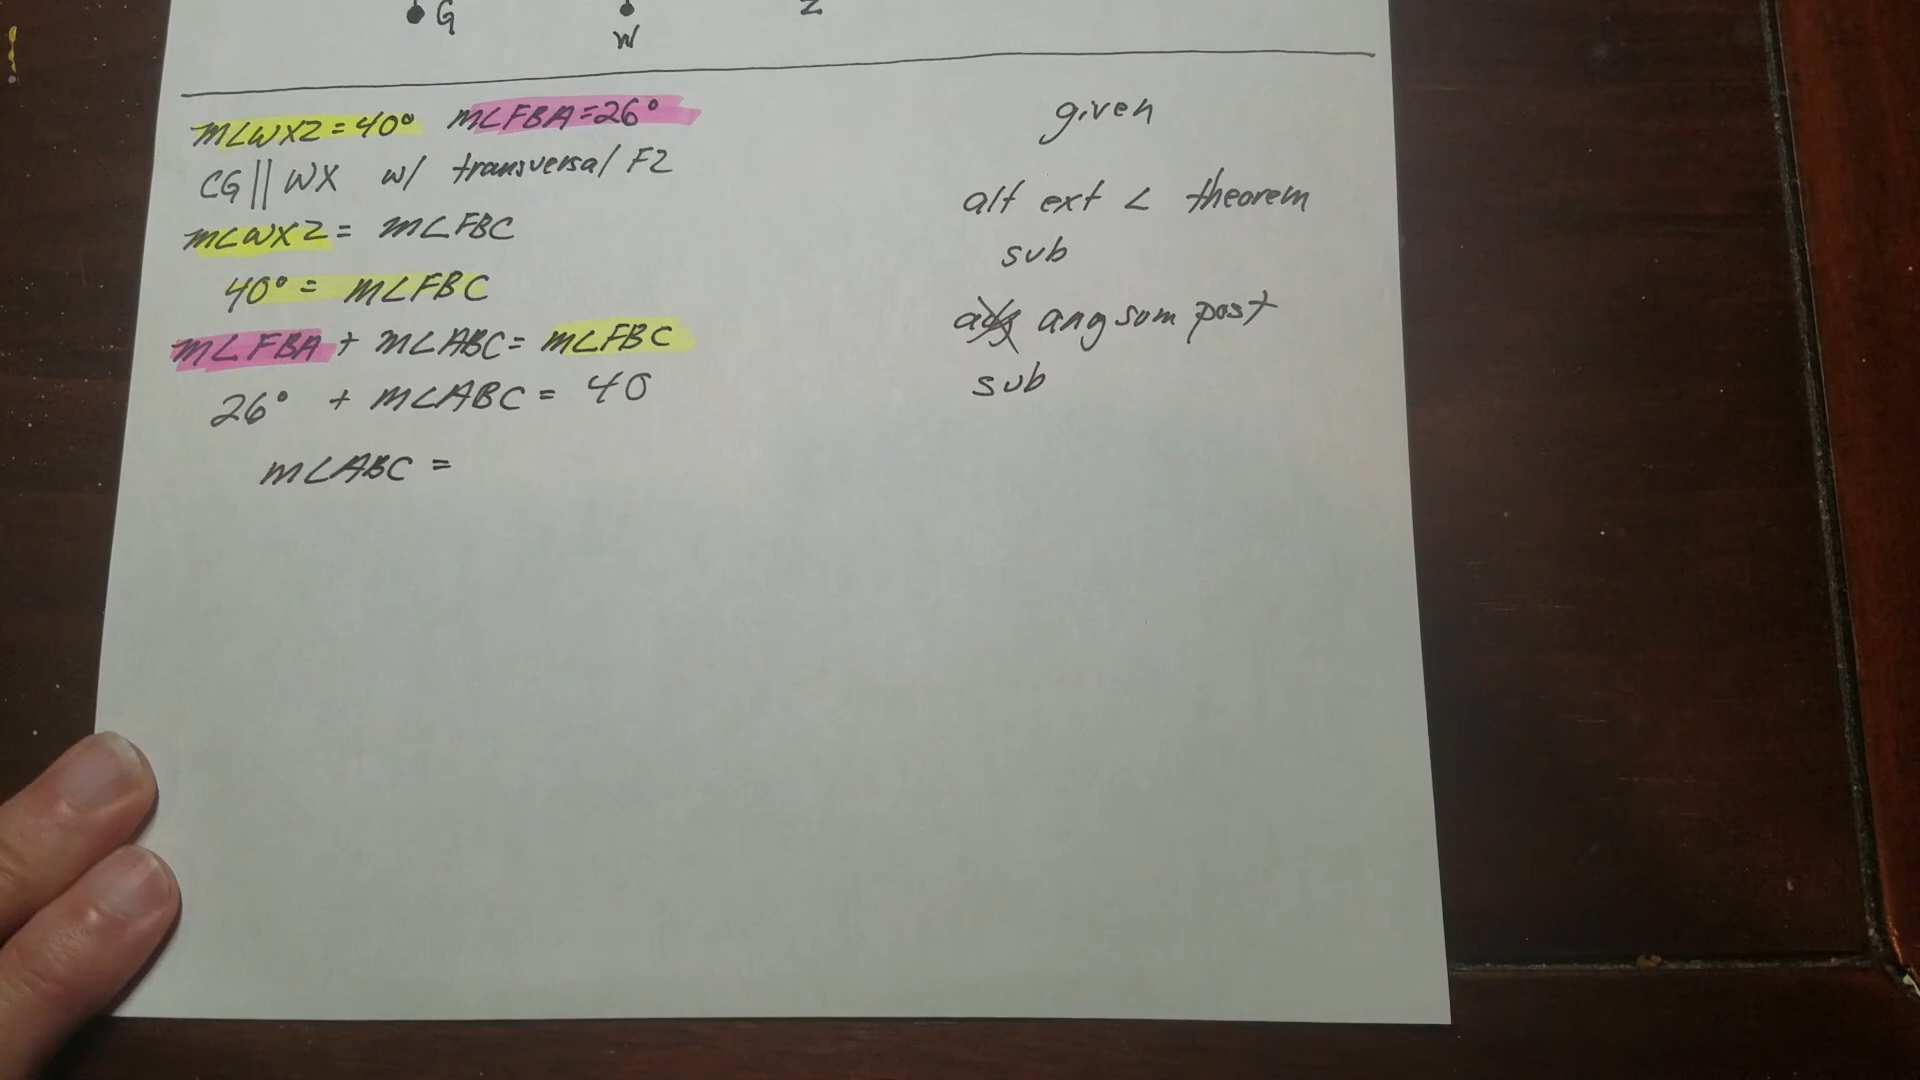 G
W
Z
m∠WXZ = 40° m∠FBA = 26° given
CG || WX w/ transversal FZ
m∠WXZ = m∠FBC alt ext ∠ theorem
40° = m∠FBC sub
m∠FBA + m∠ABC = m∠FBC ang sum post
26° + m∠ABC = 40 sub
m∠ABC =